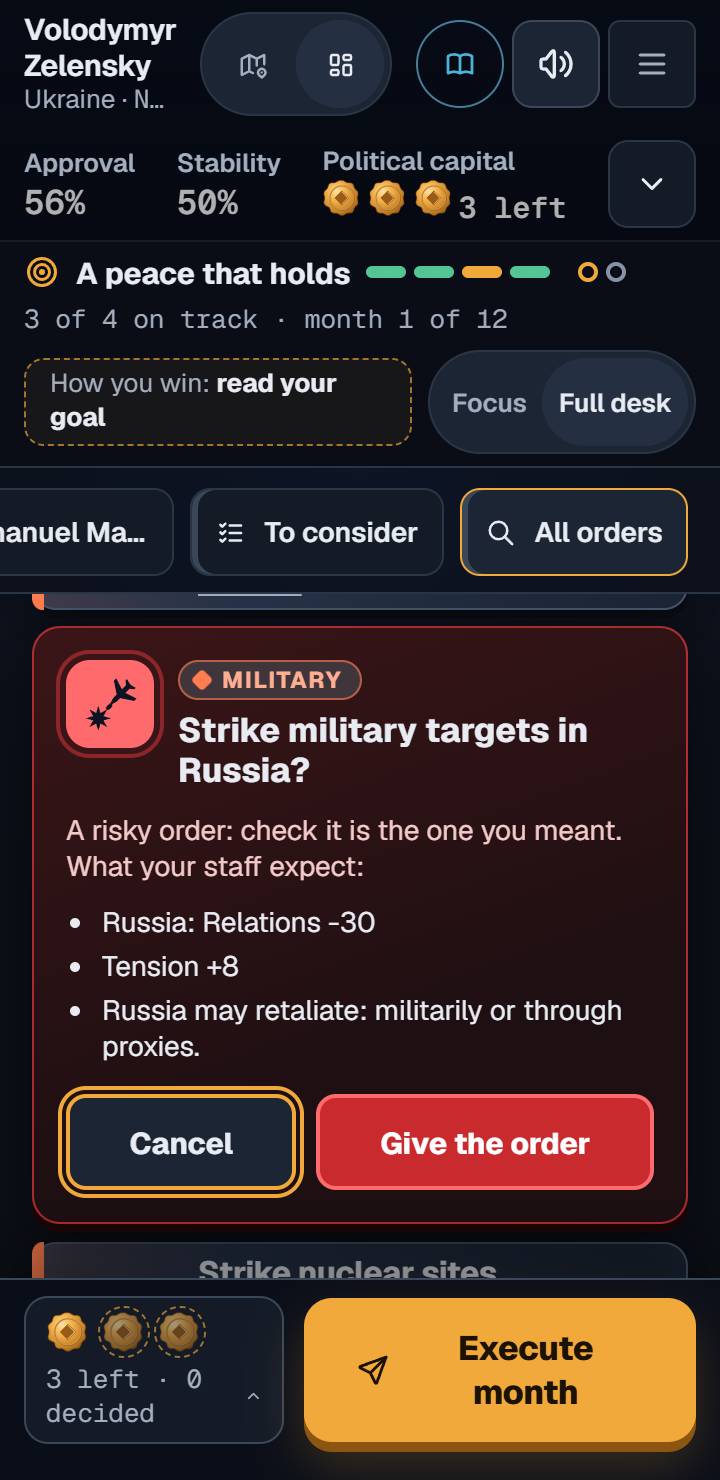 Volodymyr
Zelensky
Ukraine · N…
Approval
56%
Stability
50%
Political capital
3 left
A peace that holds
3 of 4 on track · month 1 of 12
How you win: read your
goal
Focus
Full desk
nanuel Ma…
To consider
All orders
MILITARY
Strike military targets in
Russia?
A risky order: check it is the one you meant.
What your staff expect:
• Russia: Relations -30
• Tension +8
• Russia may retaliate: militarily or through
proxies.
Cancel
Give the order
Strike nuclear sites
3 left · 0
decided
Execute
month